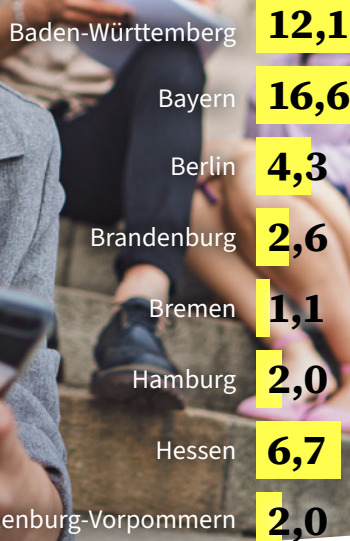 Baden-Württemberg 12,1
Bayern 16,6
Berlin 4,3
Brandenburg 2,6
Bremen 1,1
Hamburg 2,0
Hessen 6,7
enburg-Vorpommern 2,0